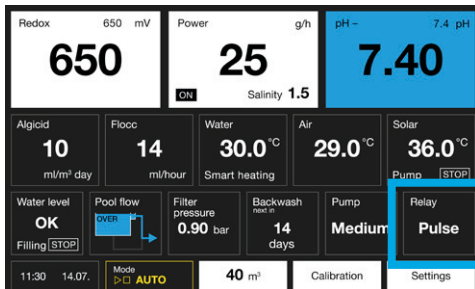 Redox 650 mV
650
Power g/h
25
ON Salinity 1.5
pH – 7.4 pH
7.40
Algicid
10
ml/m³ day
Flocc
14
ml/hour
Water
30.0°C
Smart heating
Air
29.0°C
Solar
36.0°C
Pump STOP
Water level
OK
Filling STOP
Pool flow
OVER
Filter
pressure
0.90 bar
Backwash
next in
14
days
Pump
Medium
Relay
Pulse
11:30 14.07.
Mode
AUTO
40 m³
Calibration
Settings